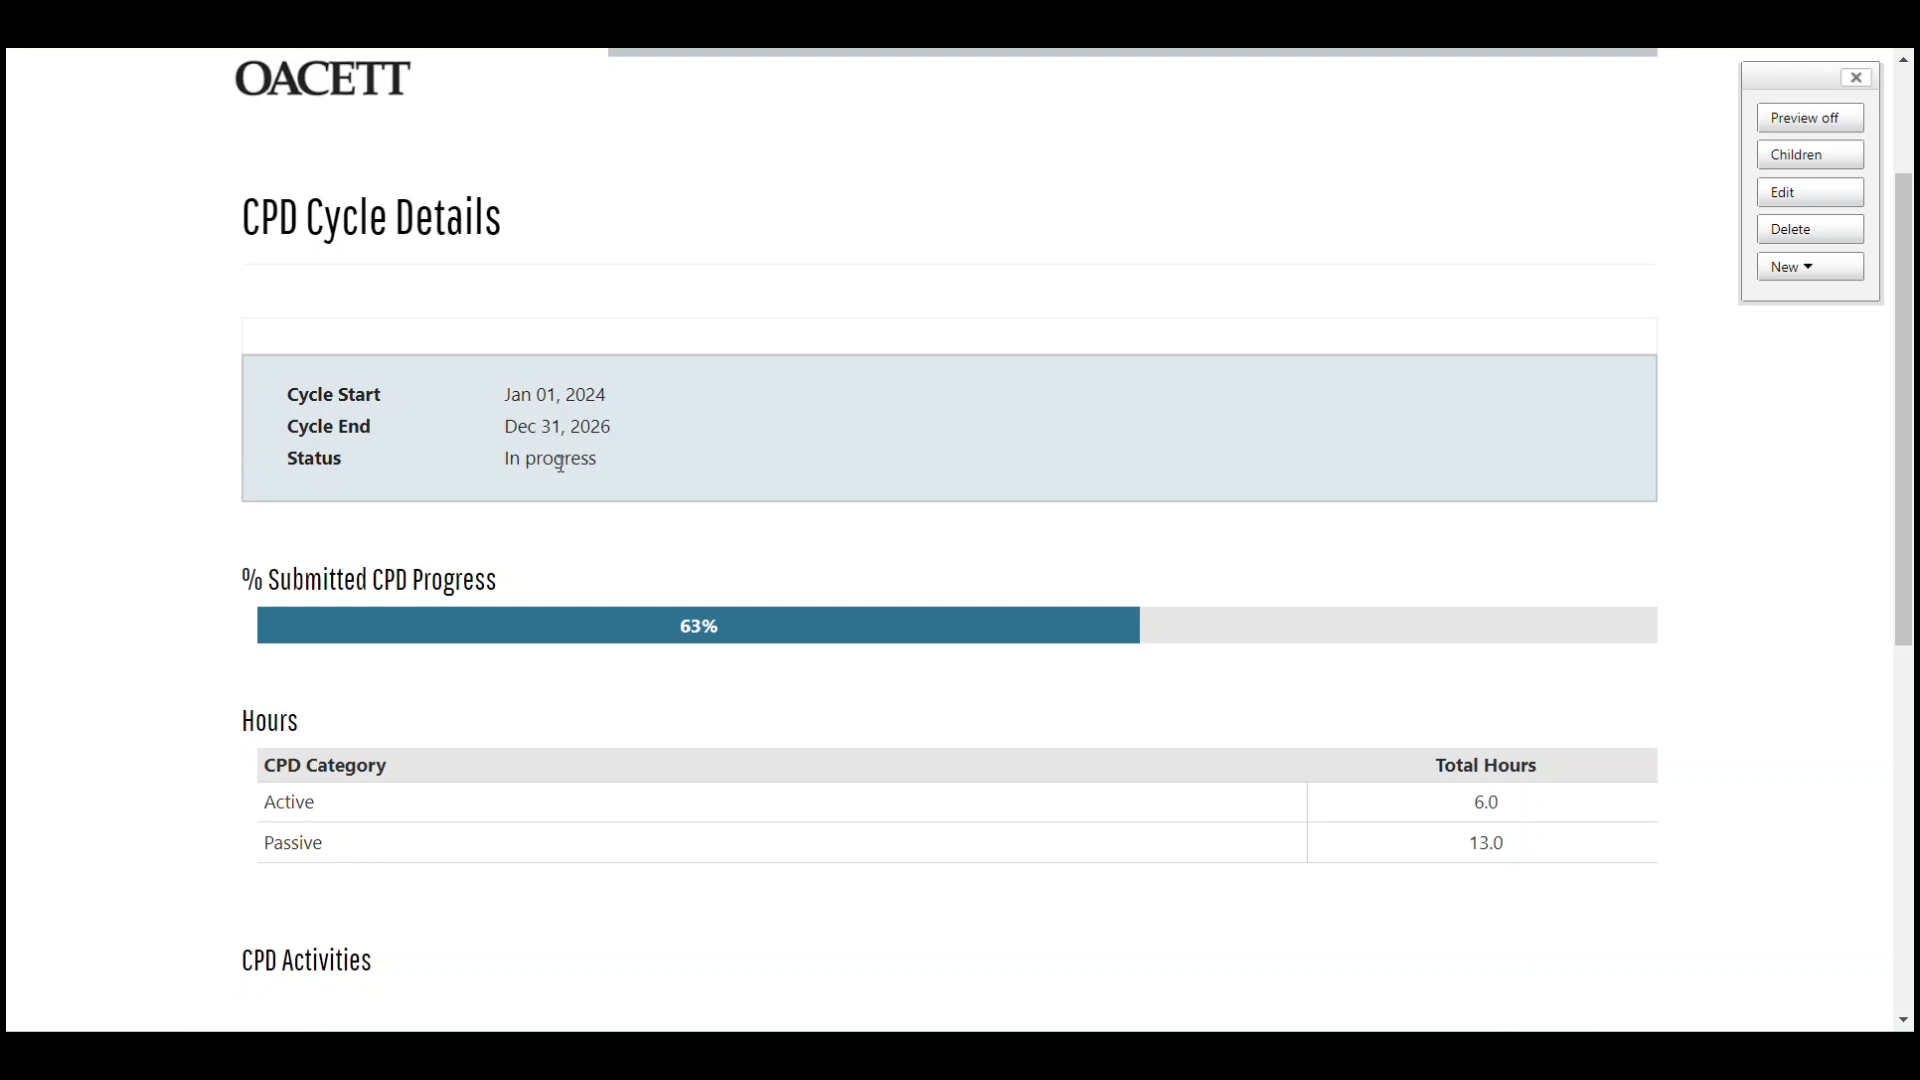 OACETT
Preview off
Children
Edit
Delete
New
CPD Cycle Details
Cycle Start Jan 01, 2024
Cycle End Dec 31, 2026
Status In progress
% Submitted CPD Progress
63%
Hours
CPD Category Total Hours
Active 6.0
Passive 13.0
CPD Activities